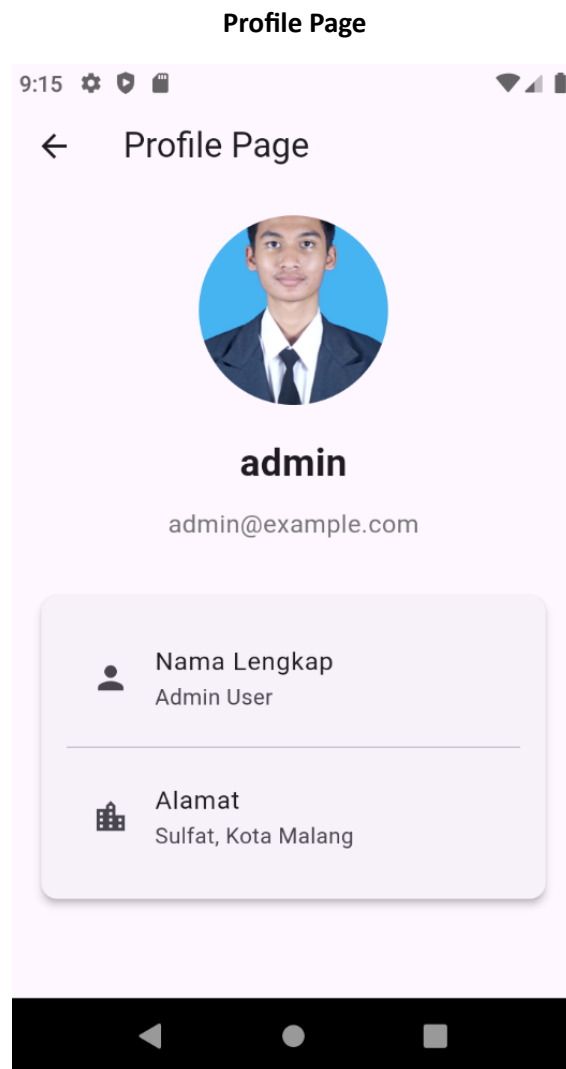 Profile Page
9:15
Profile Page
admin
admin@example.com
Nama Lengkap
Admin User
Alamat
Sulfat, Kota Malang